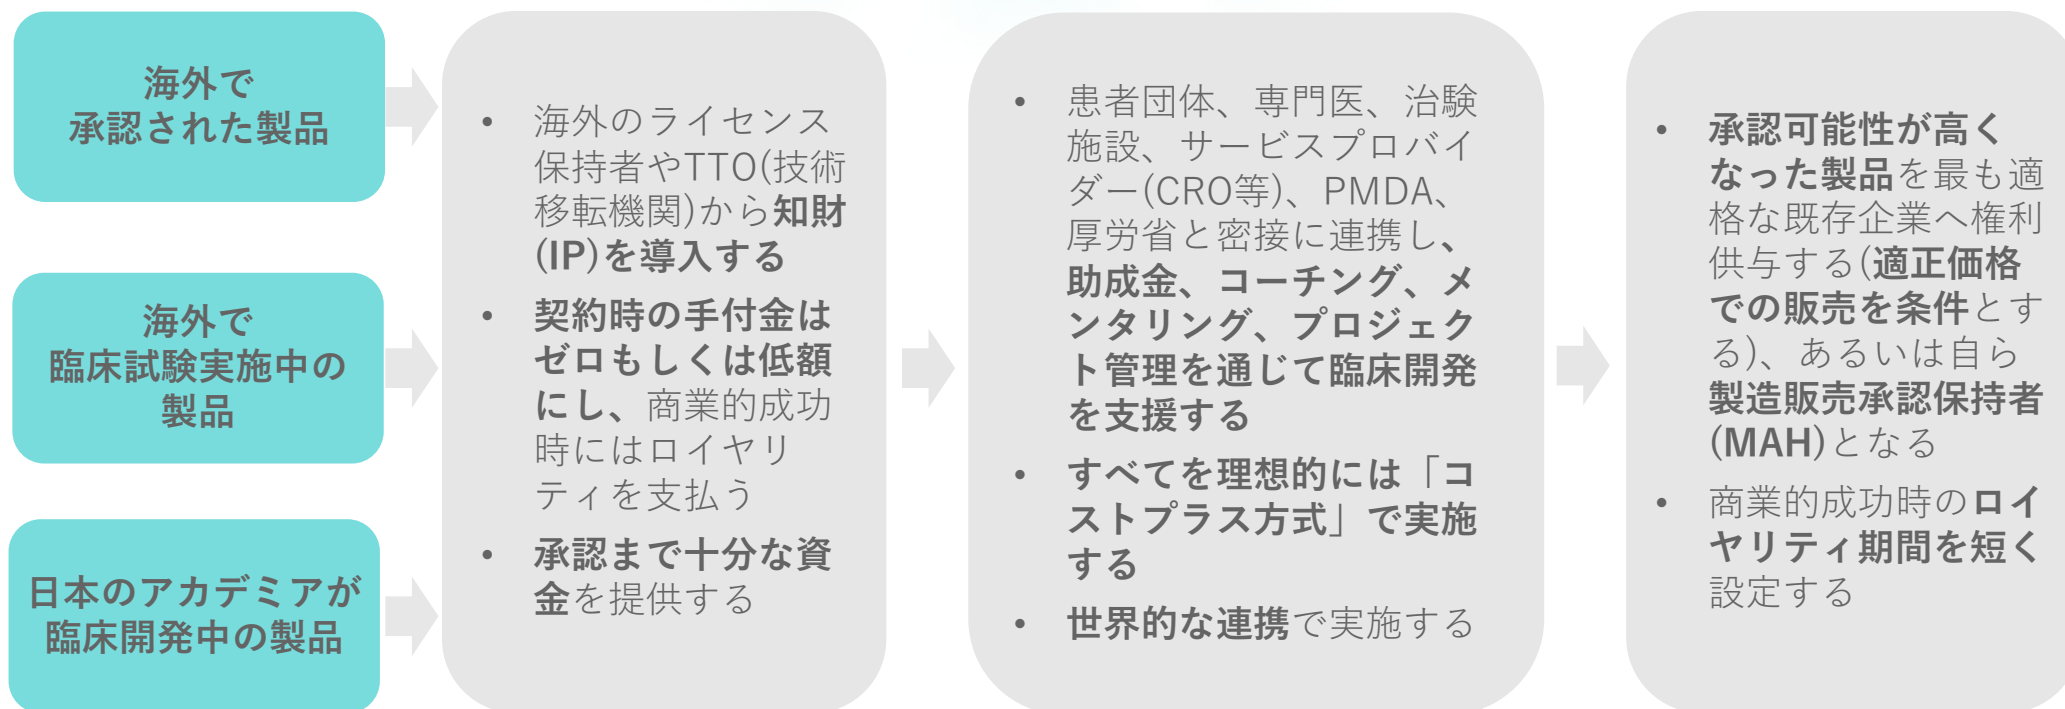 海外で
承認された製品
海外で
臨床試験実施中の
製品
日本のアカデミアが
臨床開発中の製品
• 海外のライセンス
保持者やTTO(技術
移転機関)から知財
(IP)を導入する
• 契約時の手付金は
ゼロもしくは低額
にし、商業的成功
時にはロイヤリ
ティを支払う
• 承認まで十分な資
金を提供する
• 患者団体、専門医、治験
施設、サービスプロバイ
ダー(CRO等)、PMDA、
厚労省と密接に連携し、
助成金、コーチング、メ
ンタリング、プロジェク
ト管理を通じて臨床開発
を支援する
• すべてを理想的には「コ
ストプラス方式」で実施
する
• 世界的な連携で実施する
• 承認可能性が高く
なった製品を最も適
格な既存企業へ権利
供与する(適正価格
での販売を条件とす
る)、あるいは自ら
製造販売承認保持者
(MAH)となる
• 商業的成功時のロイ
ヤリティ期間を短く
設定する